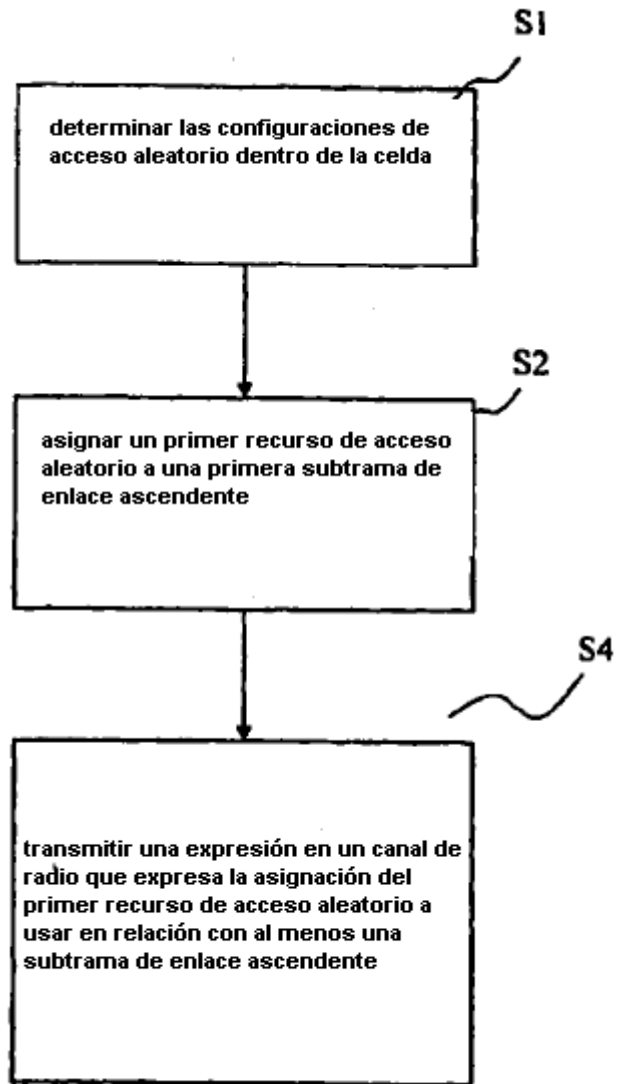 S1
determinar las configuraciones de
acceso aleatorio dentro de la celda
S2
asignar un primer recurso de acceso
aleatorio a una primera subtrama de
enlace ascendente
S4
transmitir una expresión en un canal de
radio que expresa la asignación del
primer recurso de acceso aleatorio a
usar en relación con al menos una
subtrama de enlace ascendente